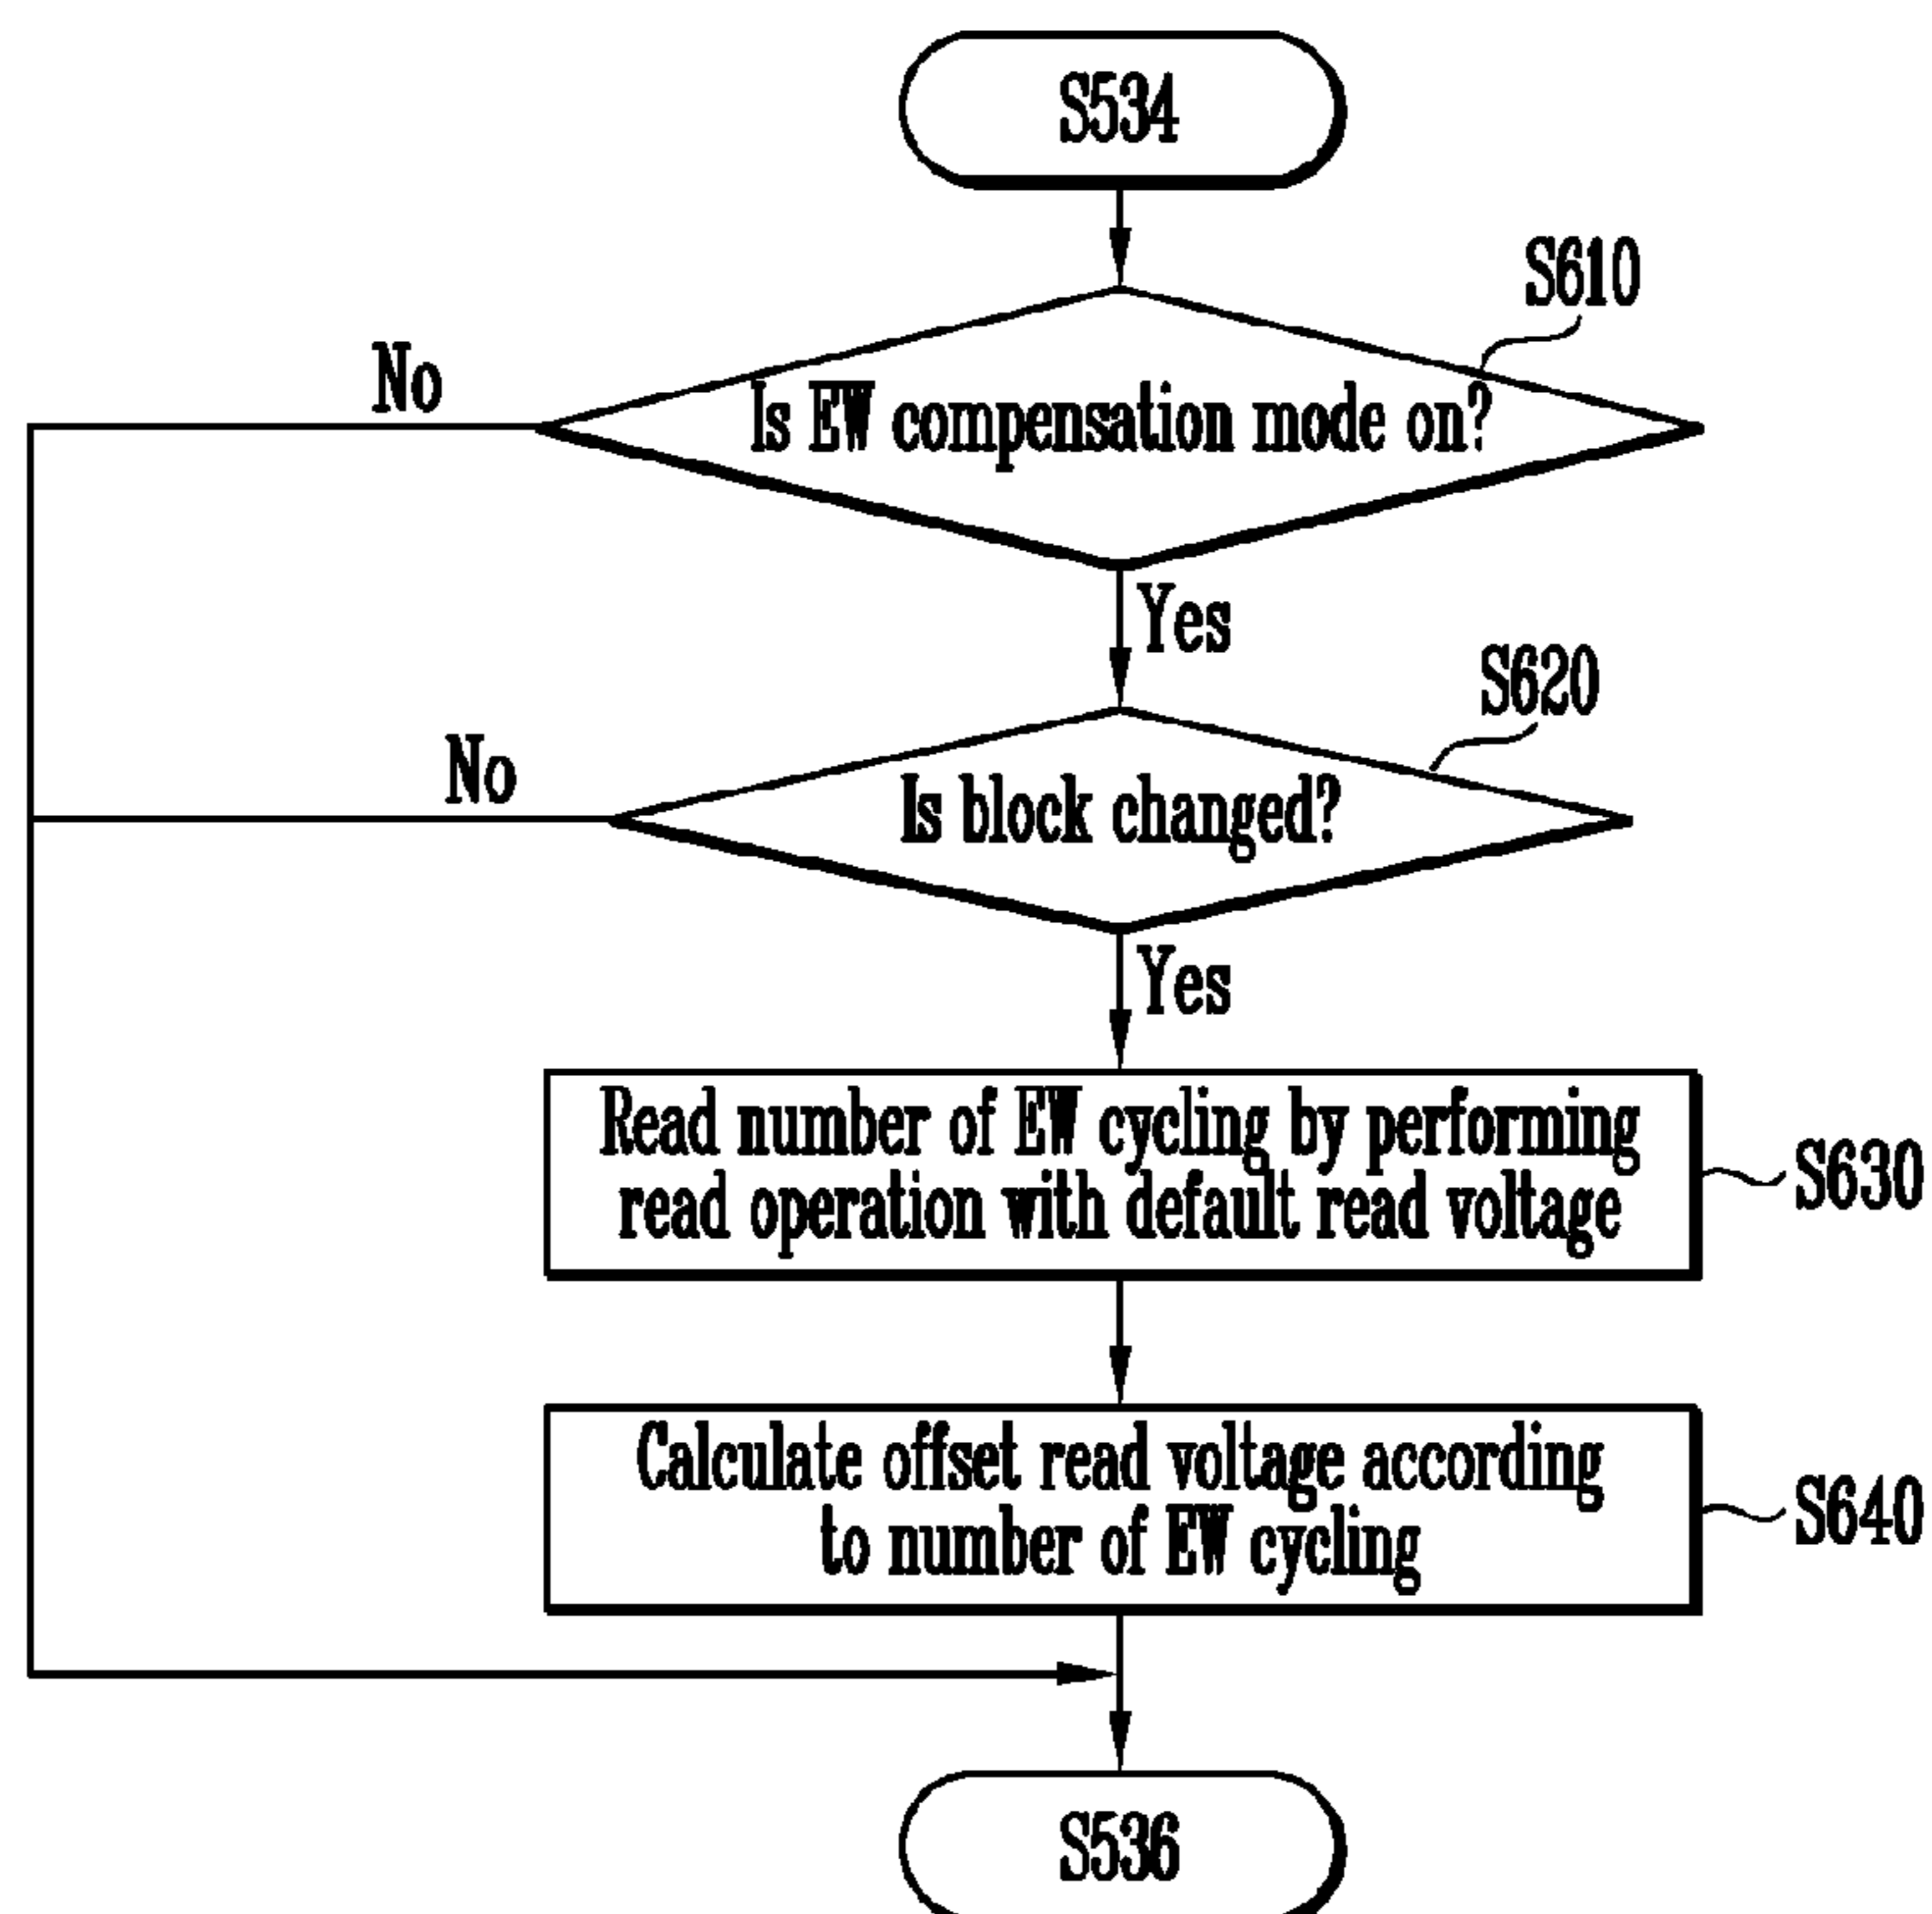 S534
S610
No
Is EW compensation mode on?
Yes
S620
No
Is block changed?
Yes
Read number of EW cycling by performing
read operation with default read voltage
S630
Calculate offset read voltage according
to number of EW cycling
S640
S536